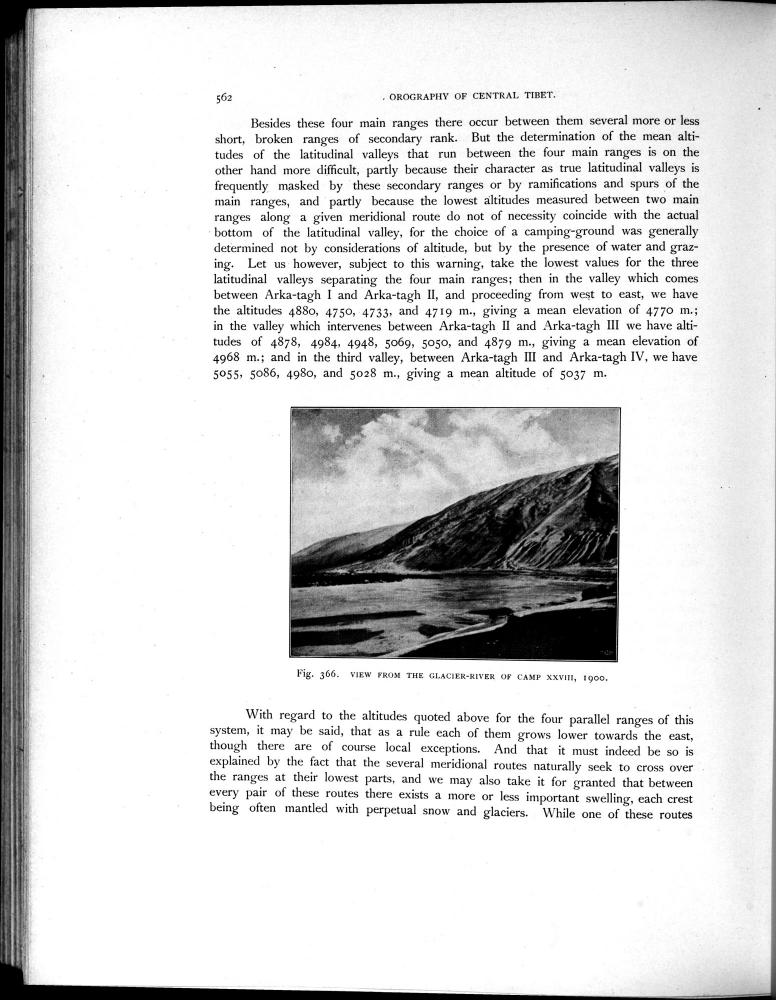 562
OROGRAPHY OF CENTRAL TIBET.
Besides these four main ranges there occur between them several more or less
short, broken ranges of secondary rank. But the determination of the mean alti-
tudes of the latitudinal valleys that run between the four main ranges is on the
other hand more difficult, partly because their character as true latitudinal valleys is
frequently masked by these secondary ranges or by ramifications and spurs of the
main ranges, and partly because the lowest altitudes measured between two main
ranges along a given meridional route do not of necessity coincide with the actual
bottom of the latitudinal valley, for the choice of a camping-ground was generally
determined not by considerations of altitude, but by the presence of water and graz-
ing. Let us however, subject to this warning, take the lowest values for the three
latitudinal valleys separating the four main ranges; then in the valley which comes
between Arka-tagh I and Arka-tagh II, and proceeding from west to east, we have
the altitudes 4880, 4750, 4733, and 4719 m., giving a mean elevation of 4770 m.;
in the valley which intervenes between Arka-tagh II and Arka-tagh III we have alti-
tudes of 4878, 4984, 4948, 5069, 5050, and 4879 m., giving a mean elevation of
4968 m.; and in the third valley, between Arka-tagh III and Arka-tagh IV, we have
5055, 5086, 4980, and 5028 m., giving a mean altitude of 5037 m.
Fig. 366. VIEW FROM THE GLACIER-RIVER OF CAMP XXVIII, 1900.
With regard to the altitudes quoted above for the four parallel ranges of this
system, it may be said, that as a rule each of them grows lower towards the east,
though there are of course local exceptions. And that it must indeed be so is
explained by the fact that the several meridional routes naturally seek to cross over
the ranges at their lowest parts, and we may also take it for granted that between
every pair of these routes there exists a more or less important swelling, each crest
being often mantled with perpetual snow and glaciers. While one of these routes